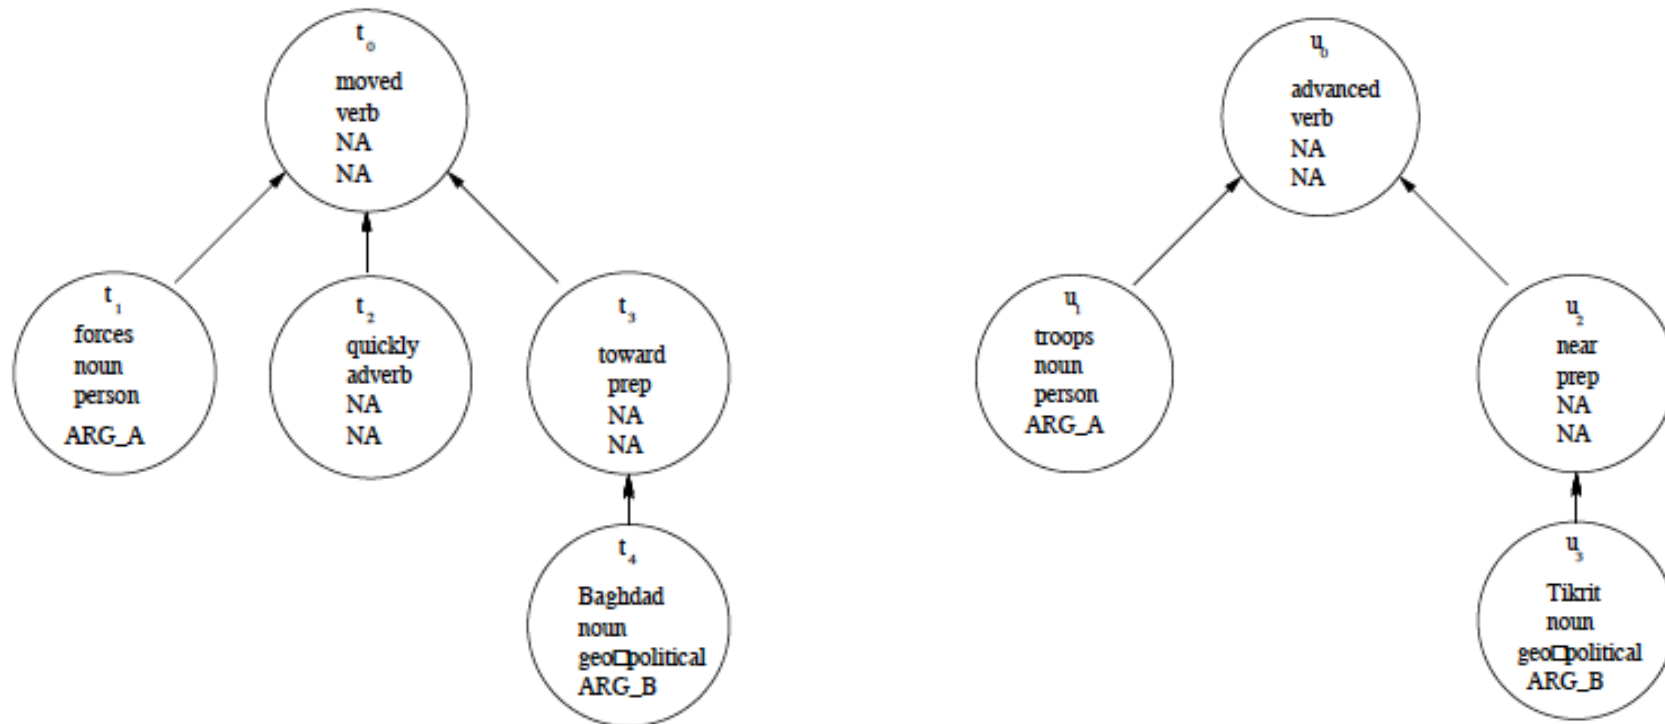 t₀
moved
verb
NA
NA
u₀
advanced
verb
NA
NA
t₁
forces
noun
person
ARG_A
t₂
quickly
adverb
NA
NA
t₃
toward
prep
NA
NA
u₁
troops
noun
person
ARG_A
u₂
near
prep
NA
NA
t₄
Baghdad
noun
geo□political
ARG_B
u₃
Tikrit
noun
geo□political
ARG_B